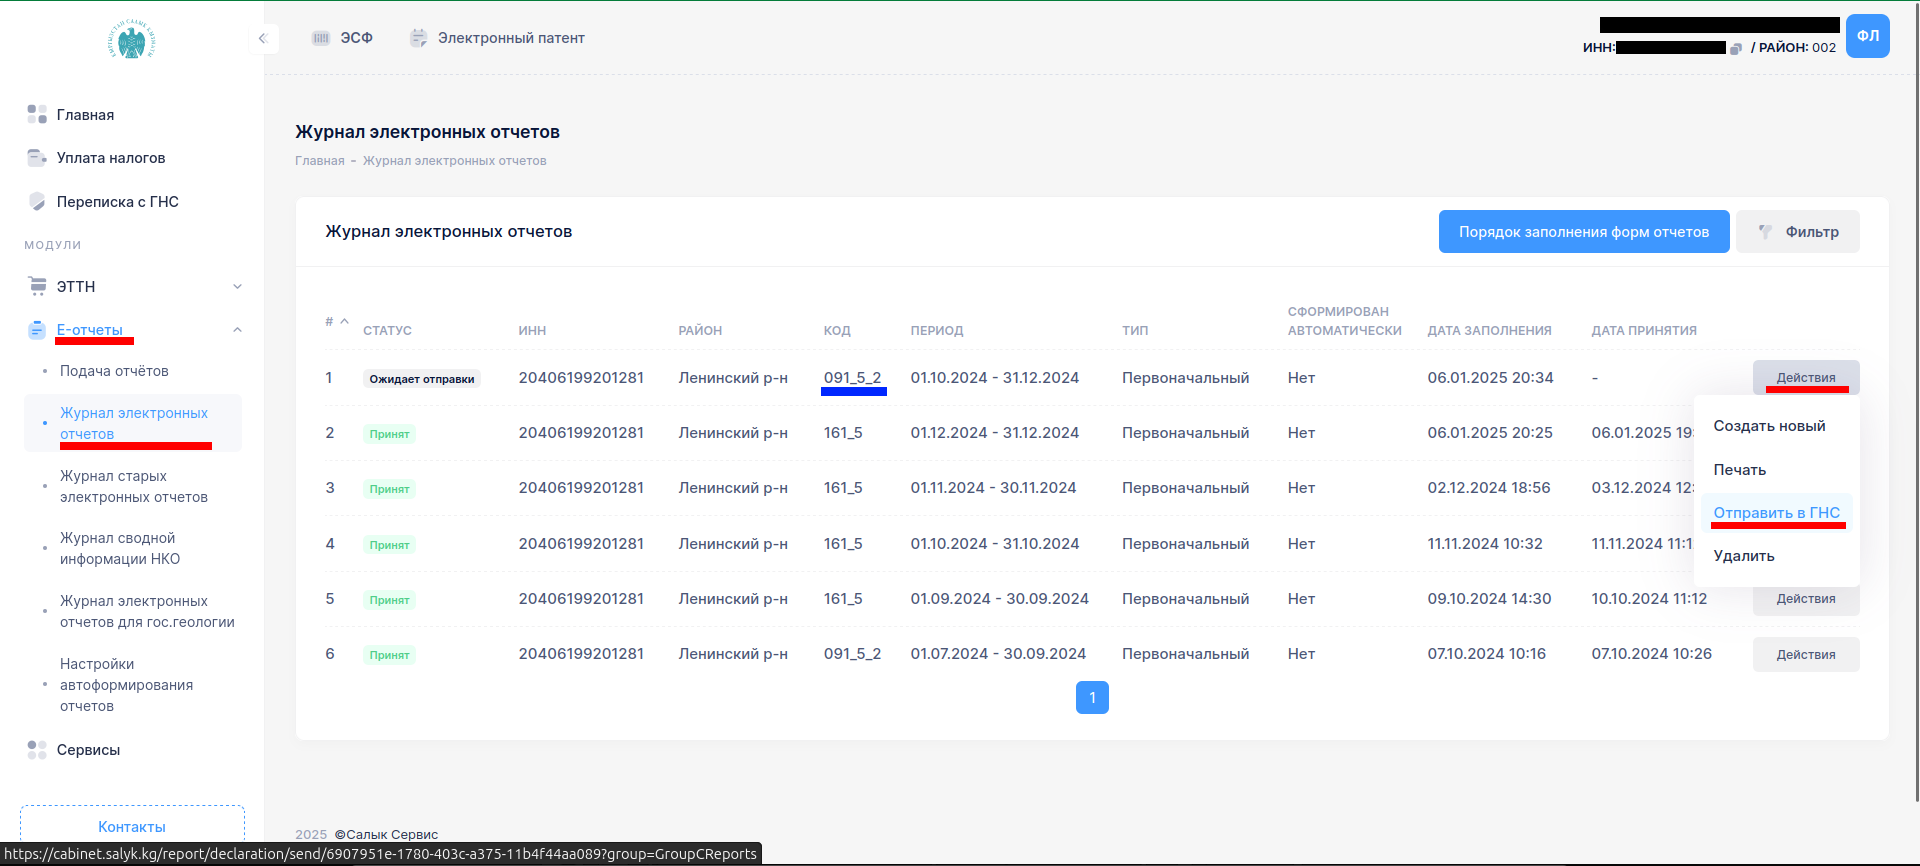 ЭСФ
Электронный патент
ИНН:
/ РАЙОН: 002
ФЛ
Главная
Уплата налогов
Переписка с ГНС
МОДУЛИ
ЭТТН
Е-отчеты
Подача отчётов
Журнал электронных
отчетов
Журнал старых
электронных отчетов
Журнал сводной
информации НКО
Журнал электронных
отчетов для гос.геологии
Настройки
автоформирования
отчетов
Сервисы
Контакты
Журнал электронных отчетов
Главная - Журнал электронных отчетов
Журнал электронных отчетов
Порядок заполнения форм отчетов
Фильтр
# СТАТУС ИНН РАЙОН КОД ПЕРИОД ТИП СФОРМИРОВАН АВТОМАТИЧЕСКИ ДАТА ЗАПОЛНЕНИЯ ДАТА ПРИНЯТИЯ
1 Ожидает отправки 20406199201281 Ленинский р-н 091_5_2 01.10.2024 - 31.12.2024 Первоначальный Нет 06.01.2025 20:34 - Действия
2 Принят 20406199201281 Ленинский р-н 161_5 01.12.2024 - 31.12.2024 Первоначальный Нет 06.01.2025 20:25 06.01.2025 19:
3 Принят 20406199201281 Ленинский р-н 161_5 01.11.2024 - 30.11.2024 Первоначальный Нет 02.12.2024 18:56 03.12.2024 12:
4 Принят 20406199201281 Ленинский р-н 161_5 01.10.2024 - 31.10.2024 Первоначальный Нет 11.11.2024 10:32 11.11.2024 11:1
5 Принят 20406199201281 Ленинский р-н 161_5 01.09.2024 - 30.09.2024 Первоначальный Нет 09.10.2024 14:30 10.10.2024 11:12 Действия
6 Принят 20406199201281 Ленинский р-н 091_5_2 01.07.2024 - 30.09.2024 Первоначальный Нет 07.10.2024 10:16 07.10.2024 10:26 Действия
Создать новый
Печать
Отправить в ГНС
Удалить
1
2025 ©Салык Сервис
https://cabinet.salyk.kg/report/declaration/send/6907951e-1780-403c-a375-11b4f44aa089?group=GroupCReports